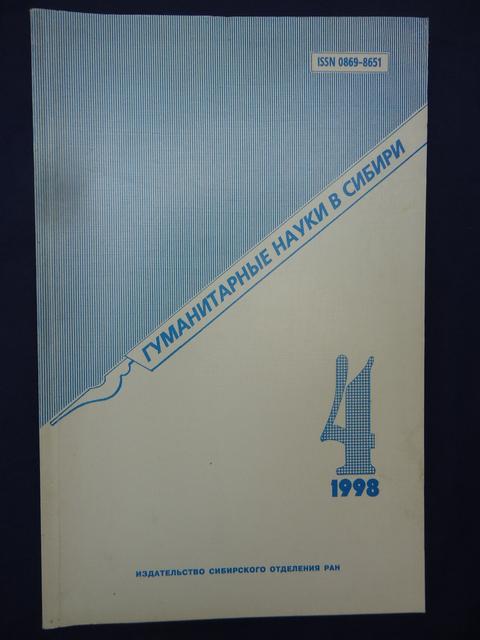 ISSN 0869-8651
ГУМАНИТАРНЫЕ НАУКИ В СИБИРИ
4
1998
ИЗДАТЕЛЬСТВО СИБИРСКОГО ОТДЕЛЕНИЯ РАН